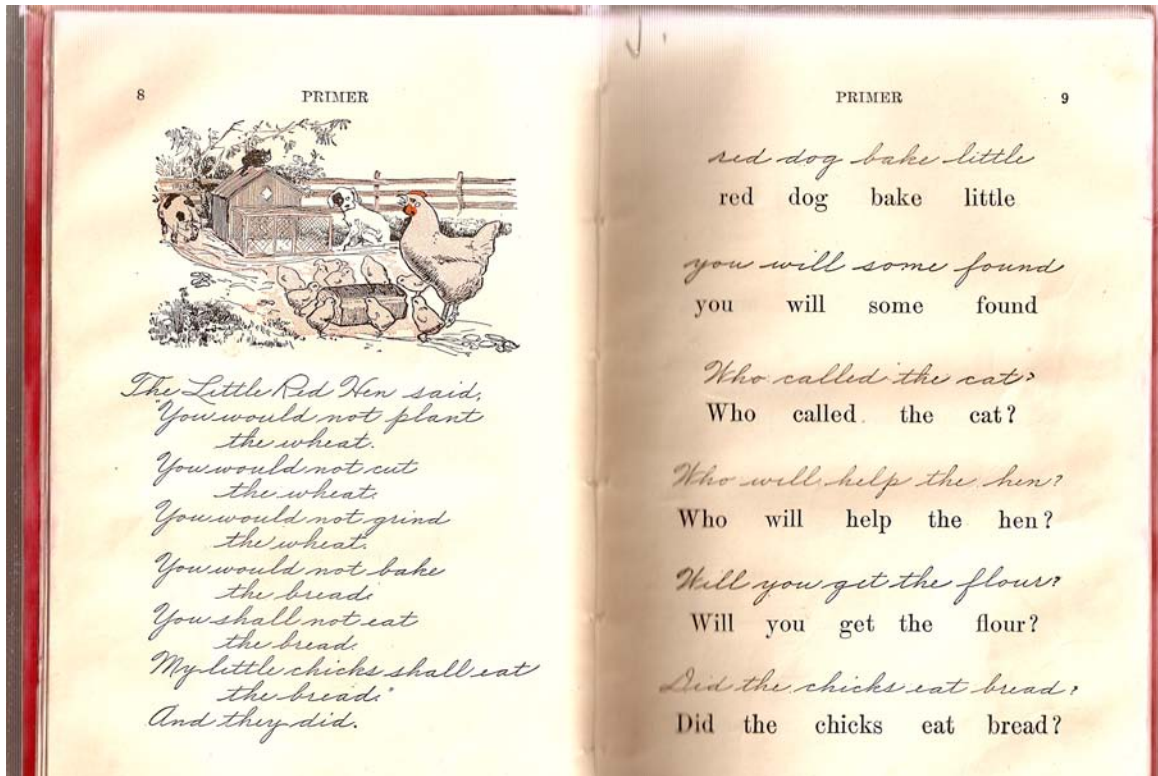 8
PRIMER
The Little Red Hen said,
"You would not plant
the wheat.
You would not cut
the wheat.
You would not grind
the wheat.
You would not bake
the bread.
You shall not eat
the bread.
My little chicks shall eat
the bread."
And they did.
PRIMER
9
red dog bake little
red dog bake little
you will some found
you will some found
Who called the cat?
Who called the cat?
Who will help the hen?
Who will help the hen?
Will you get the flour?
Will you get the flour?
Did the chicks eat bread?
Did the chicks eat bread?